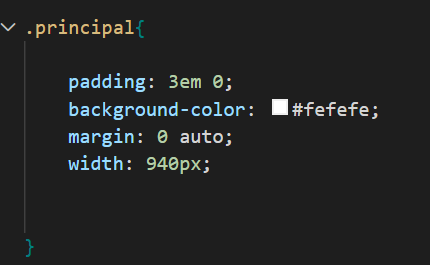 .principal{
padding: 3em 0;
background-color: #fefefe;
margin: 0 auto;
width: 940px;
}